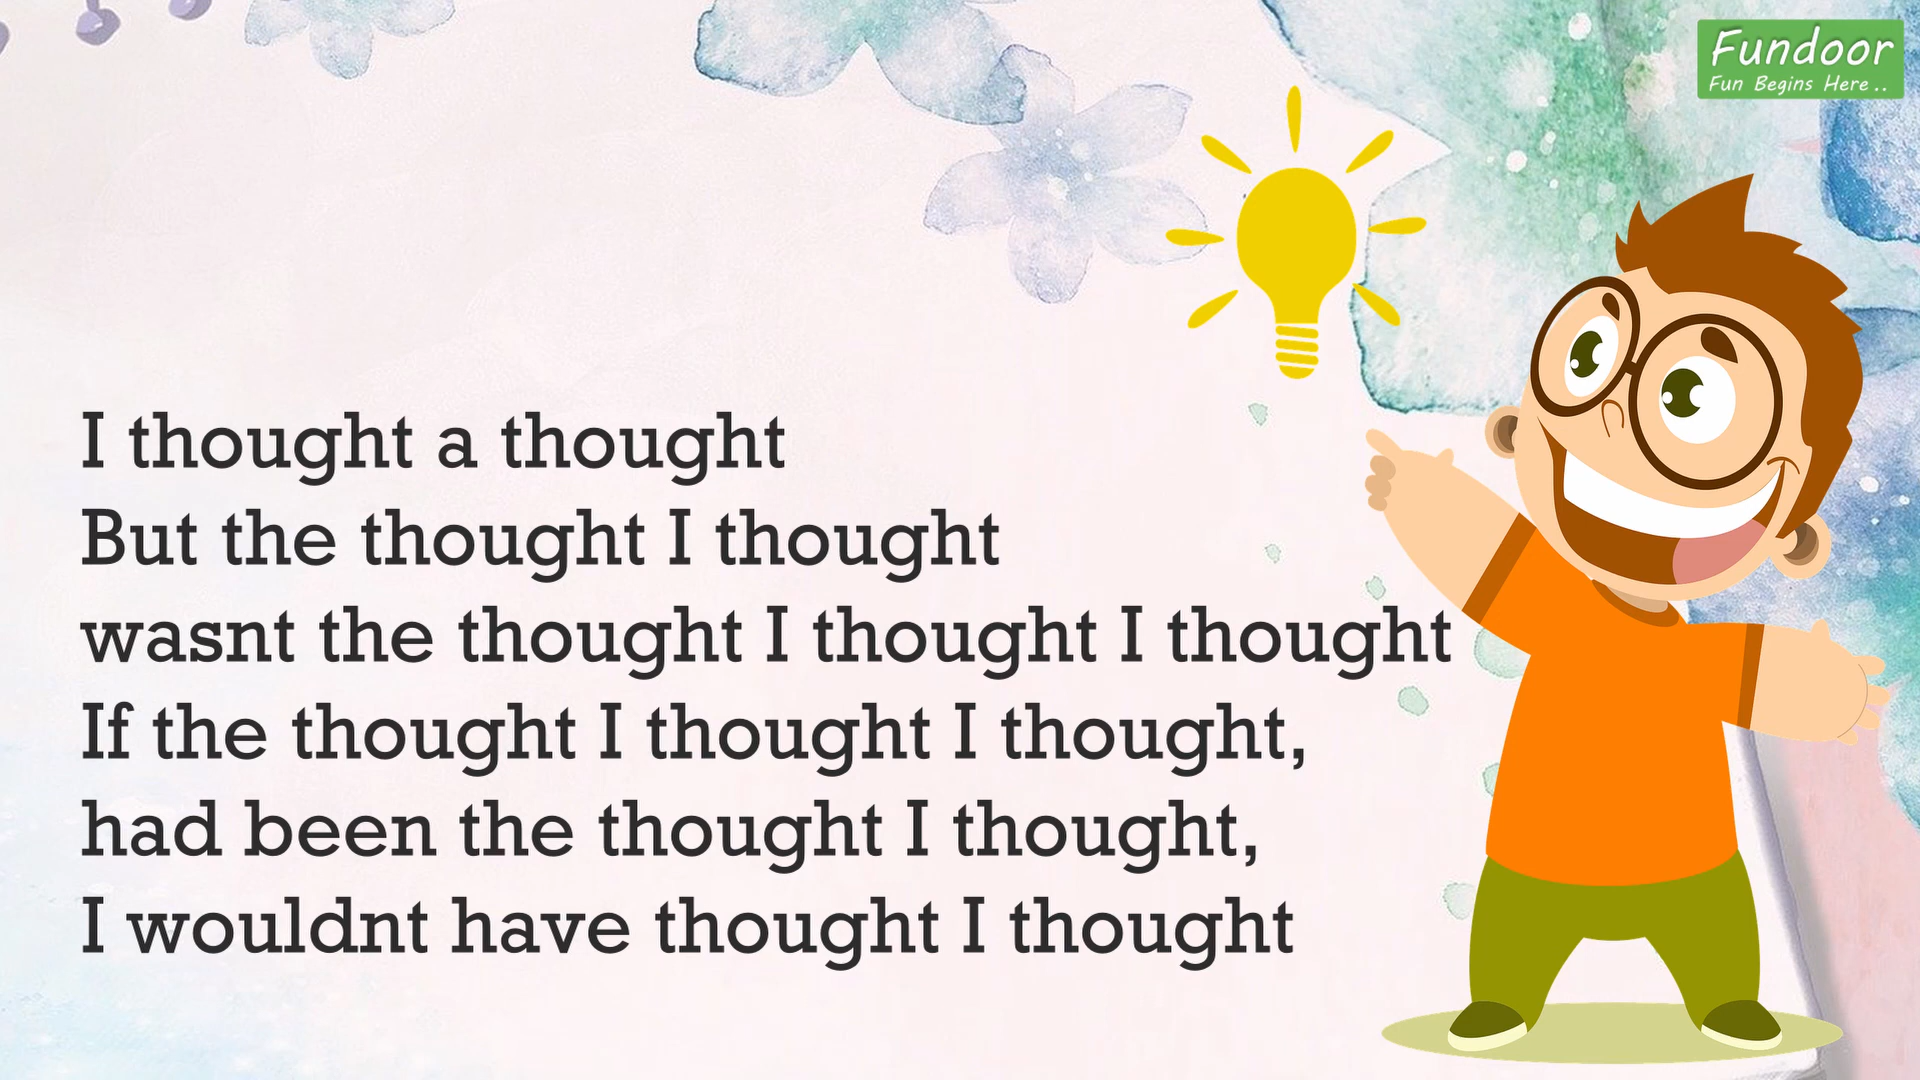 Fundoor
Fun Begins Here..
I thought a thought
But the thought I thought
wasnt the thought I thought I thought
If the thought I thought I thought,
had been the thought I thought,
I wouldnt have thought I thought